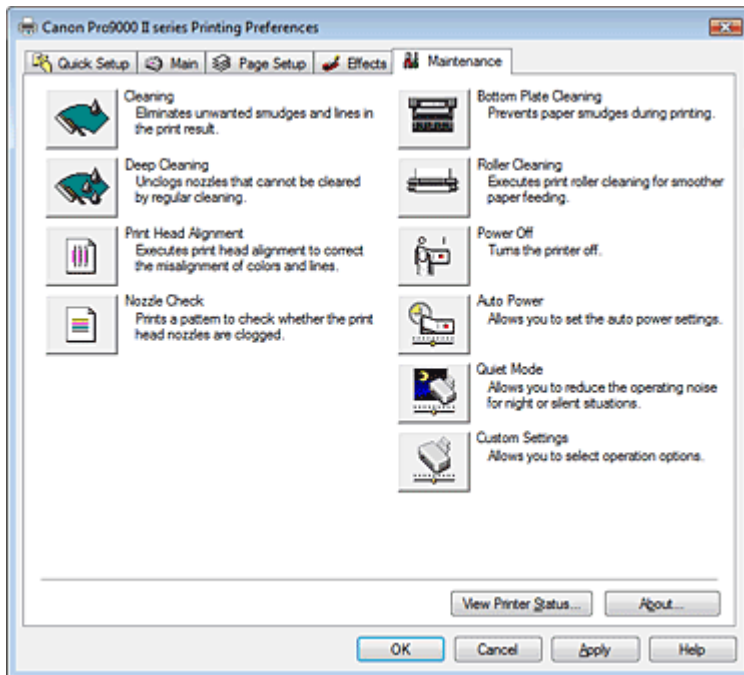 Canon Pro9000 II series Printing Preferences
Quick Setup
Main
Page Setup
Effects
Maintenance
Cleaning
Eliminates unwanted smudges and lines in
the print result.
Deep Cleaning
Unclogs nozzles that cannot be cleared
by regular cleaning.
Print Head Alignment
Executes print head alignment to correct
the misalignment of colors and lines.
Nozzle Check
Prints a pattern to check whether the print
head nozzles are clogged.
Bottom Plate Cleaning
Prevents paper smudges during printing.
Roller Cleaning
Executes print roller cleaning for smoother
paper feeding.
Power Off
Turns the printer off.
Auto Power
Allows you to set the auto power settings.
Quiet Mode
Allows you to reduce the operating noise
for night or silent situations.
Custom Settings
Allows you to select operation options.
View Printer Status...
About...
OK
Cancel
Apply
Help